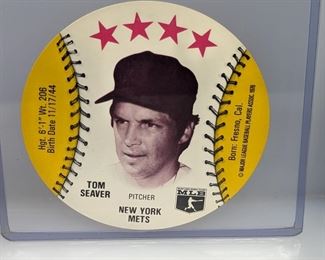 Hgt. 6'-1" Wt. 206
Birth Date 11/17/44
TOM
SEAVER
PITCHER
NEW YORK
METS
MLB
Born: Fresno, Cal.
© MAJOR LEAGUE BASEBALL PLAYERS ASSOC. 1976